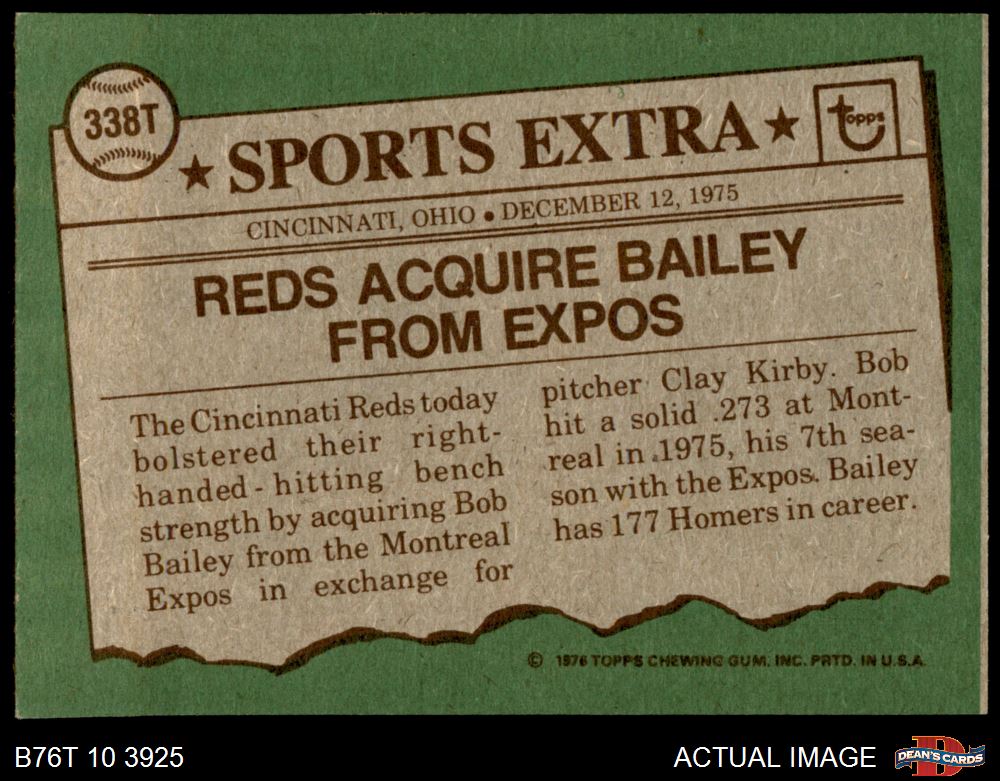 338T
★ SPORTS EXTRA ★
Topps
CINCINNATI, OHIO • DECEMBER 12, 1975
REDS ACQUIRE BAILEY
FROM EXPOS
The Cincinnati Reds today
bolstered their right-
handed-hitting bench
strength by acquiring Bob
Bailey from the Montreal
Expos in exchange for
pitcher Clay Kirby. Bob
hit a solid .273 at Mont-
real in 1975, his 7th sea-
son with the Expos. Bailey
has 177 Homers in career.
© 1976 TOPPS CHEWING GUM, INC. PRTD. IN U.S.A.
B76T 10 3925
ACTUAL IMAGE
DEAN'S CARDS